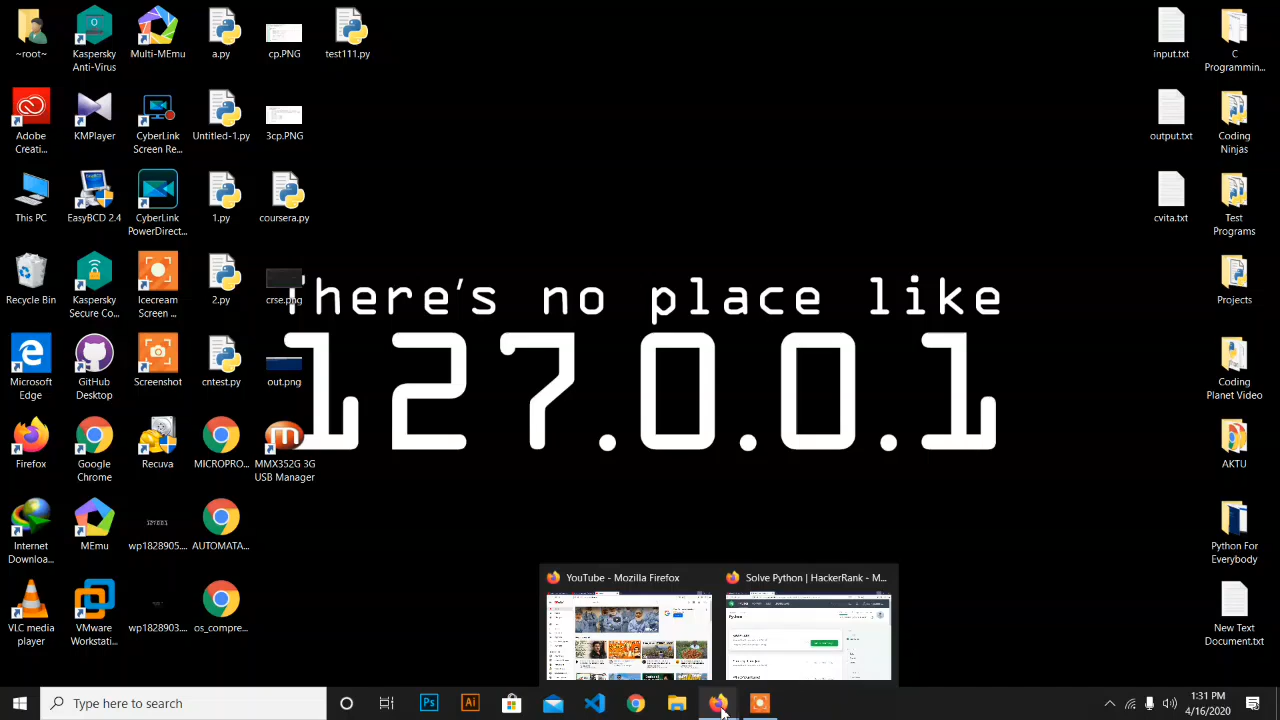 ~root~
Kaspersky
Anti-Virus
Multi-MEmu
a.py
cp.PNG
test111.py
input.txt
C
Programmin...
Adobe
Creati...
KMPlayer
CyberLink
Screen Re...
Untitled-1.py
3cp.PNG
output.txt
Coding
Ninjas
This PC
EasyBCD 2.4
CyberLink
PowerDirect...
1.py
coursera.py
cvita.txt
Test
Programs
Recycle Bin
Kaspersky
Secure Co...
Icecream
Screen ...
2.py
crse.png
Projects
There's no place like
127.0.0.1
Microsoft
Edge
GitHub
Desktop
Screenshot
cntest.py
out.png
Coding
Planet Video
Firefox
Google
Chrome
Recuva
MICROPRO...
MMX352G 3G
USB Manager
AKTU
Internet
Downloa...
MEmu
wp1828905....
AUTOMATA...
Python For
Everybody
VLC media
player
VMware
Workstati...
os_compre...
New Text
Document.txt
YouTube - Mozilla Firefox
Solve Python | HackerRank - M...
Type here to search
Ps
Ai
1:31 PM
4/16/2020